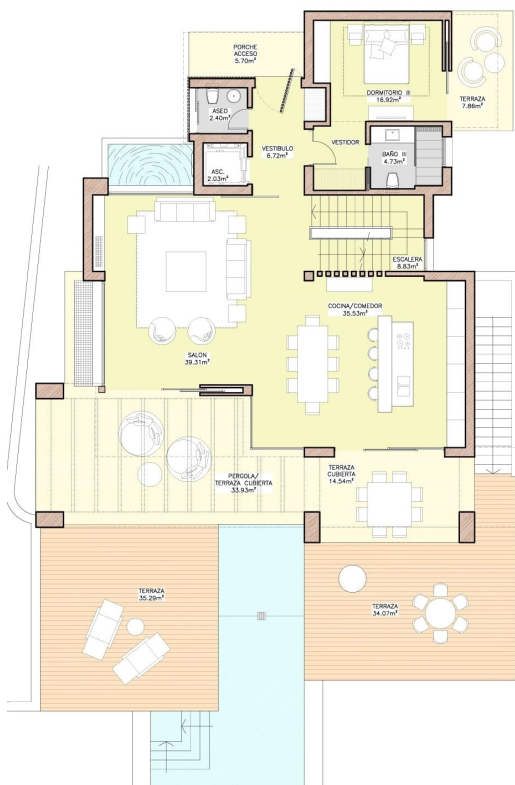 PORCHE
ACCESO
5.70m²
DORMITORIO III
16.92m²
TERRAZA
7.86m²
ASEO
2.40m²
VESTIBULO
6.72m²
VESTIDOR
BAÑO III
4.73m²
ASC.
2.03m²
ESCALERA
8.83m²
COCINA/COMEDOR
35.53m²
SALON
39.31m²
PERGOLA/
TERRAZA CUBIERTA
33.93m²
TERRAZA
CUBIERTA
14.54m²
TERRAZA
35.29m²
TERRAZA
34.07m²